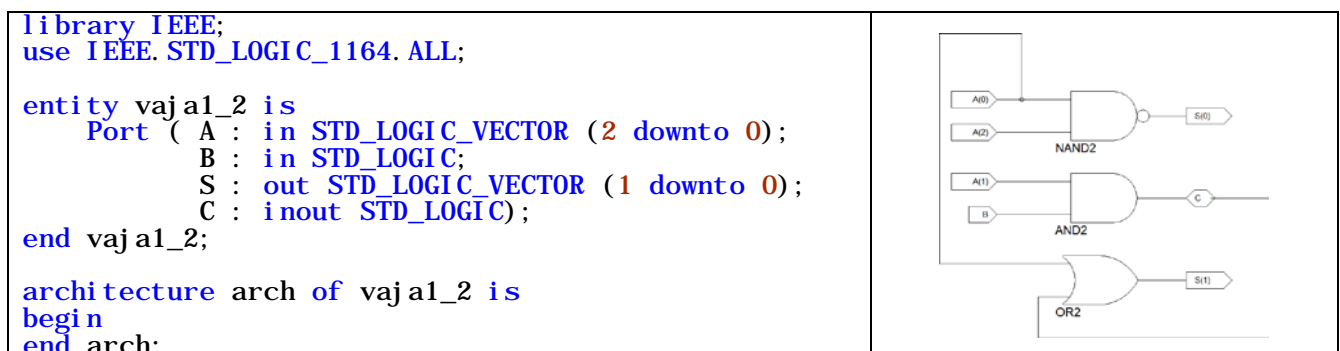 library IEEE;
use IEEE.STD_LOGIC_1164.ALL;
entity vaja1_2 is
Port ( A : in STD_LOGIC_VECTOR (2 downto 0);
B : in STD_LOGIC;
S : out STD_LOGIC_VECTOR (1 downto 0);
C : inout STD_LOGIC);
end vaja1_2;
architecture arch of vaja1_2 is
begin
end arch;
A(0)
S(0)
A(2)
NAND2
A(1)
C
B
AND2
S(1)
OR2